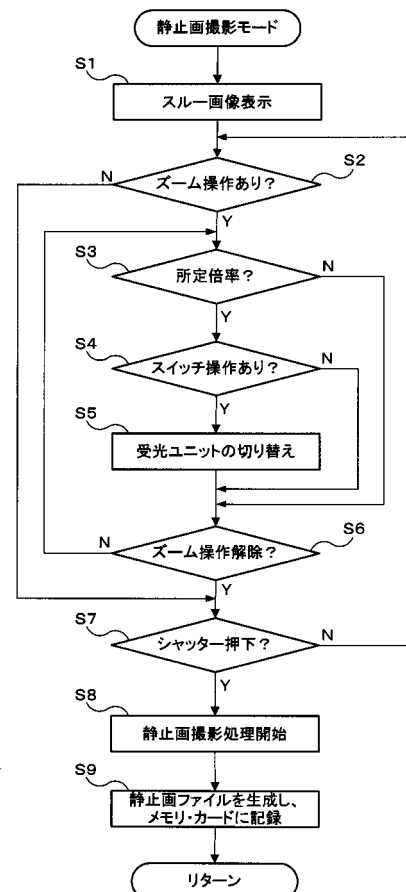 静止画撮影モード
S1
スルー画像表示
S2
ズーム操作あり？
N
Y
S3
所定倍率？
N
Y
S4
スイッチ操作あり？
N
Y
S5
受光ユニットの切り替え
S6
ズーム操作解除？
N
Y
S7
シャッター押下？
N
Y
S8
静止画撮影処理開始
S9
静止画ファイルを生成し、
メモリ・カードに記録
リターン